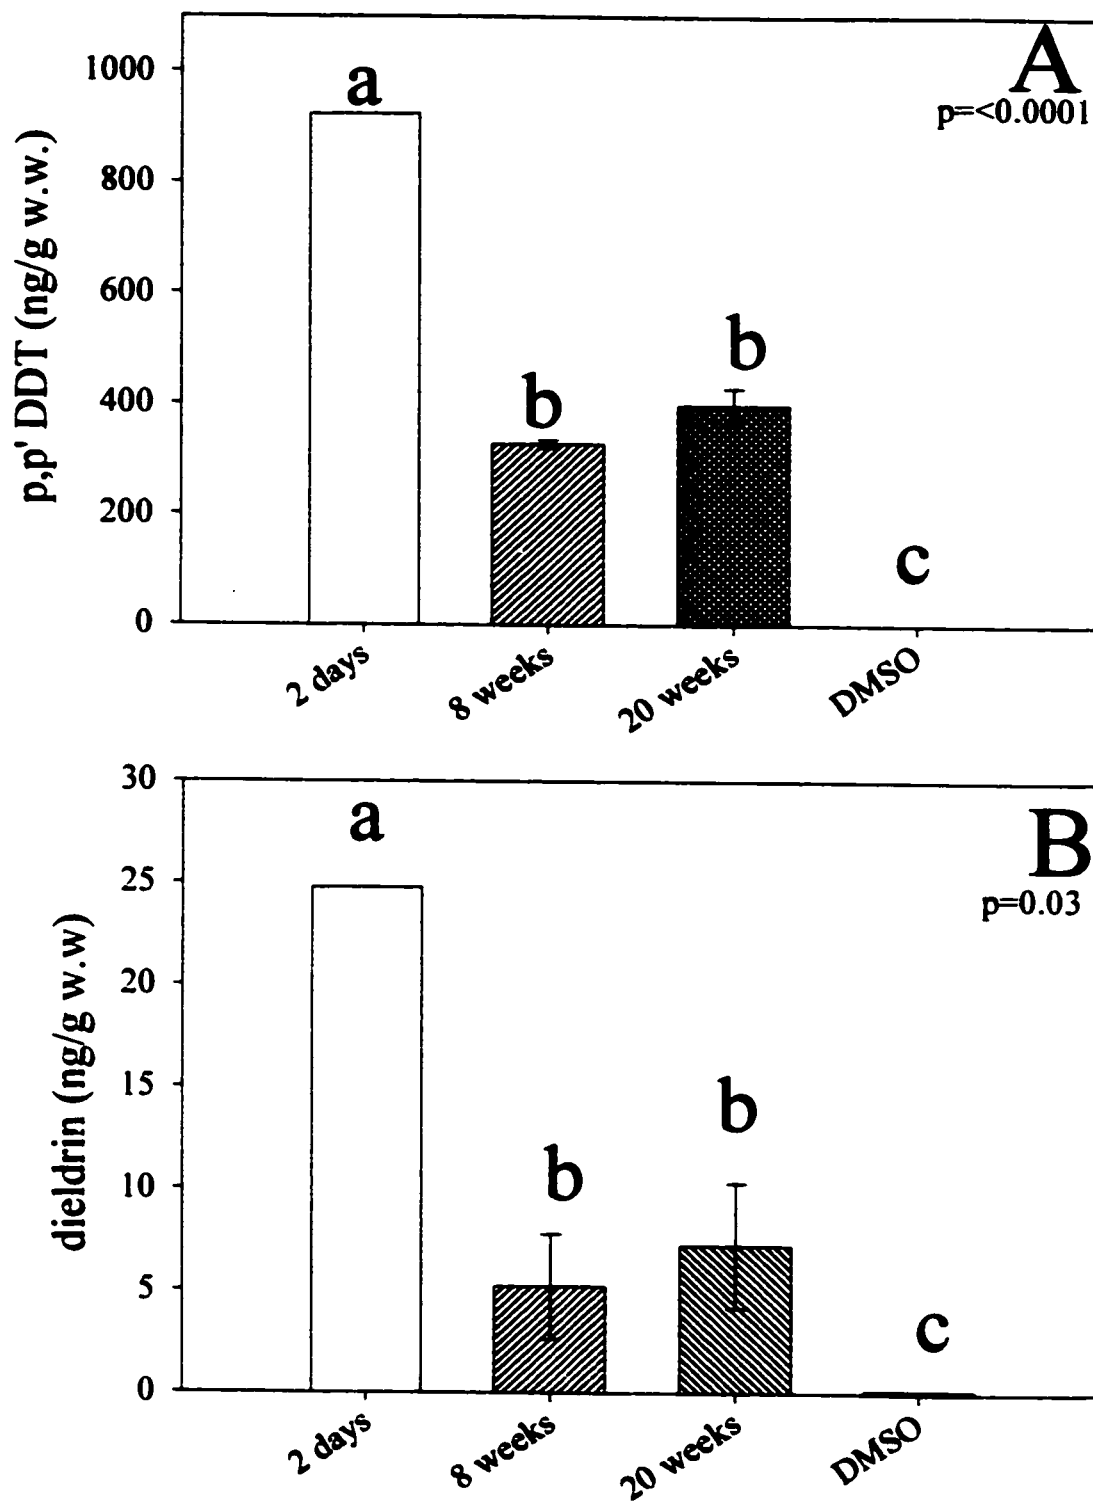 A
p=<0.0001
p,p' DDT (ng/g w.w.)
1000
800
600
400
200
0
a
b
b
c
2 days
8 weeks
20 weeks
DMSO
B
p=0.03
dieldrin (ng/g w.w)
30
25
20
15
10
5
0
a
b
b
c
2 days
8 weeks
20 weeks
DMSO